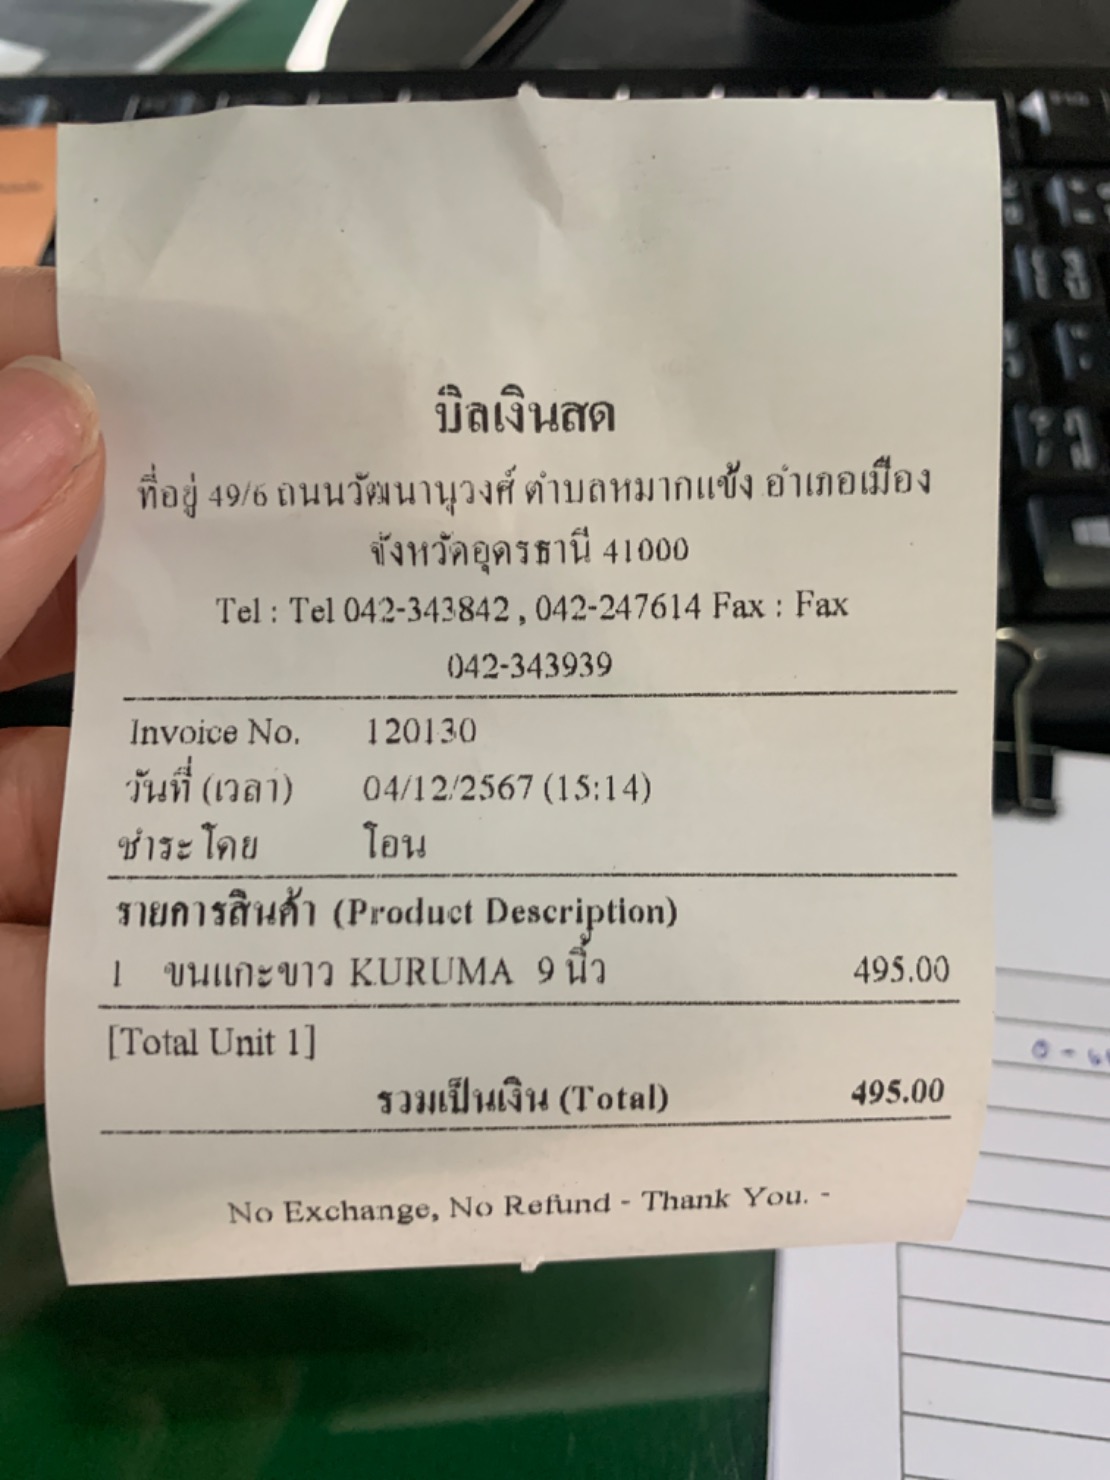 บิลเงินสด
ที่อยู่ 49/6 ถนนวัฒนานุวงศ์ ตำบลหมากแข้ง อำเภอเมือง
จังหวัดอุดรธานี 41000
Tel : Tel 042-343842 , 042-247614 Fax : Fax
042-343939
Invoice No. 120130
วันที่ (เวลา) 04/12/2567 (15:14)
ชำระโดย โอน
รายการสินค้า (Product Description)
1 ขนแกะขาว KURUMA 9 นิ้ว 495.00
[Total Unit 1]
รวมเป็นเงิน (Total) 495.00
No Exchange, No Refund - Thank You. -